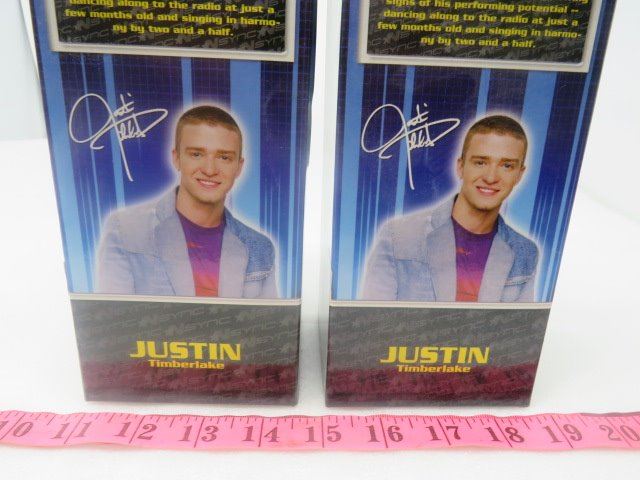 dancing along to the radio at just a
few months old and singing in harmo-
ny by two and a half.
JUSTIN
Timberlake
signs of his performing potential -
dancing along to the radio at just a
few months old and singing in harmo-
ny by two and a half.
JUSTIN
Timberlake
10 11 12 13 14 15 16 17 18 19 20